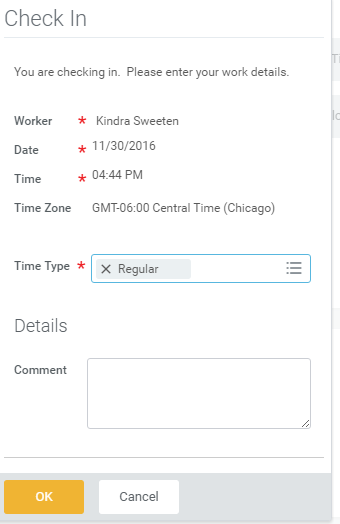 Check In
You are checking in.  Please enter your work details.
Worker * Kindra Sweeten
Date * 11/30/2016
Time * 04:44 PM
Time Zone GMT-06:00 Central Time (Chicago)
Time Type * × Regular
Details
Comment
OK Cancel